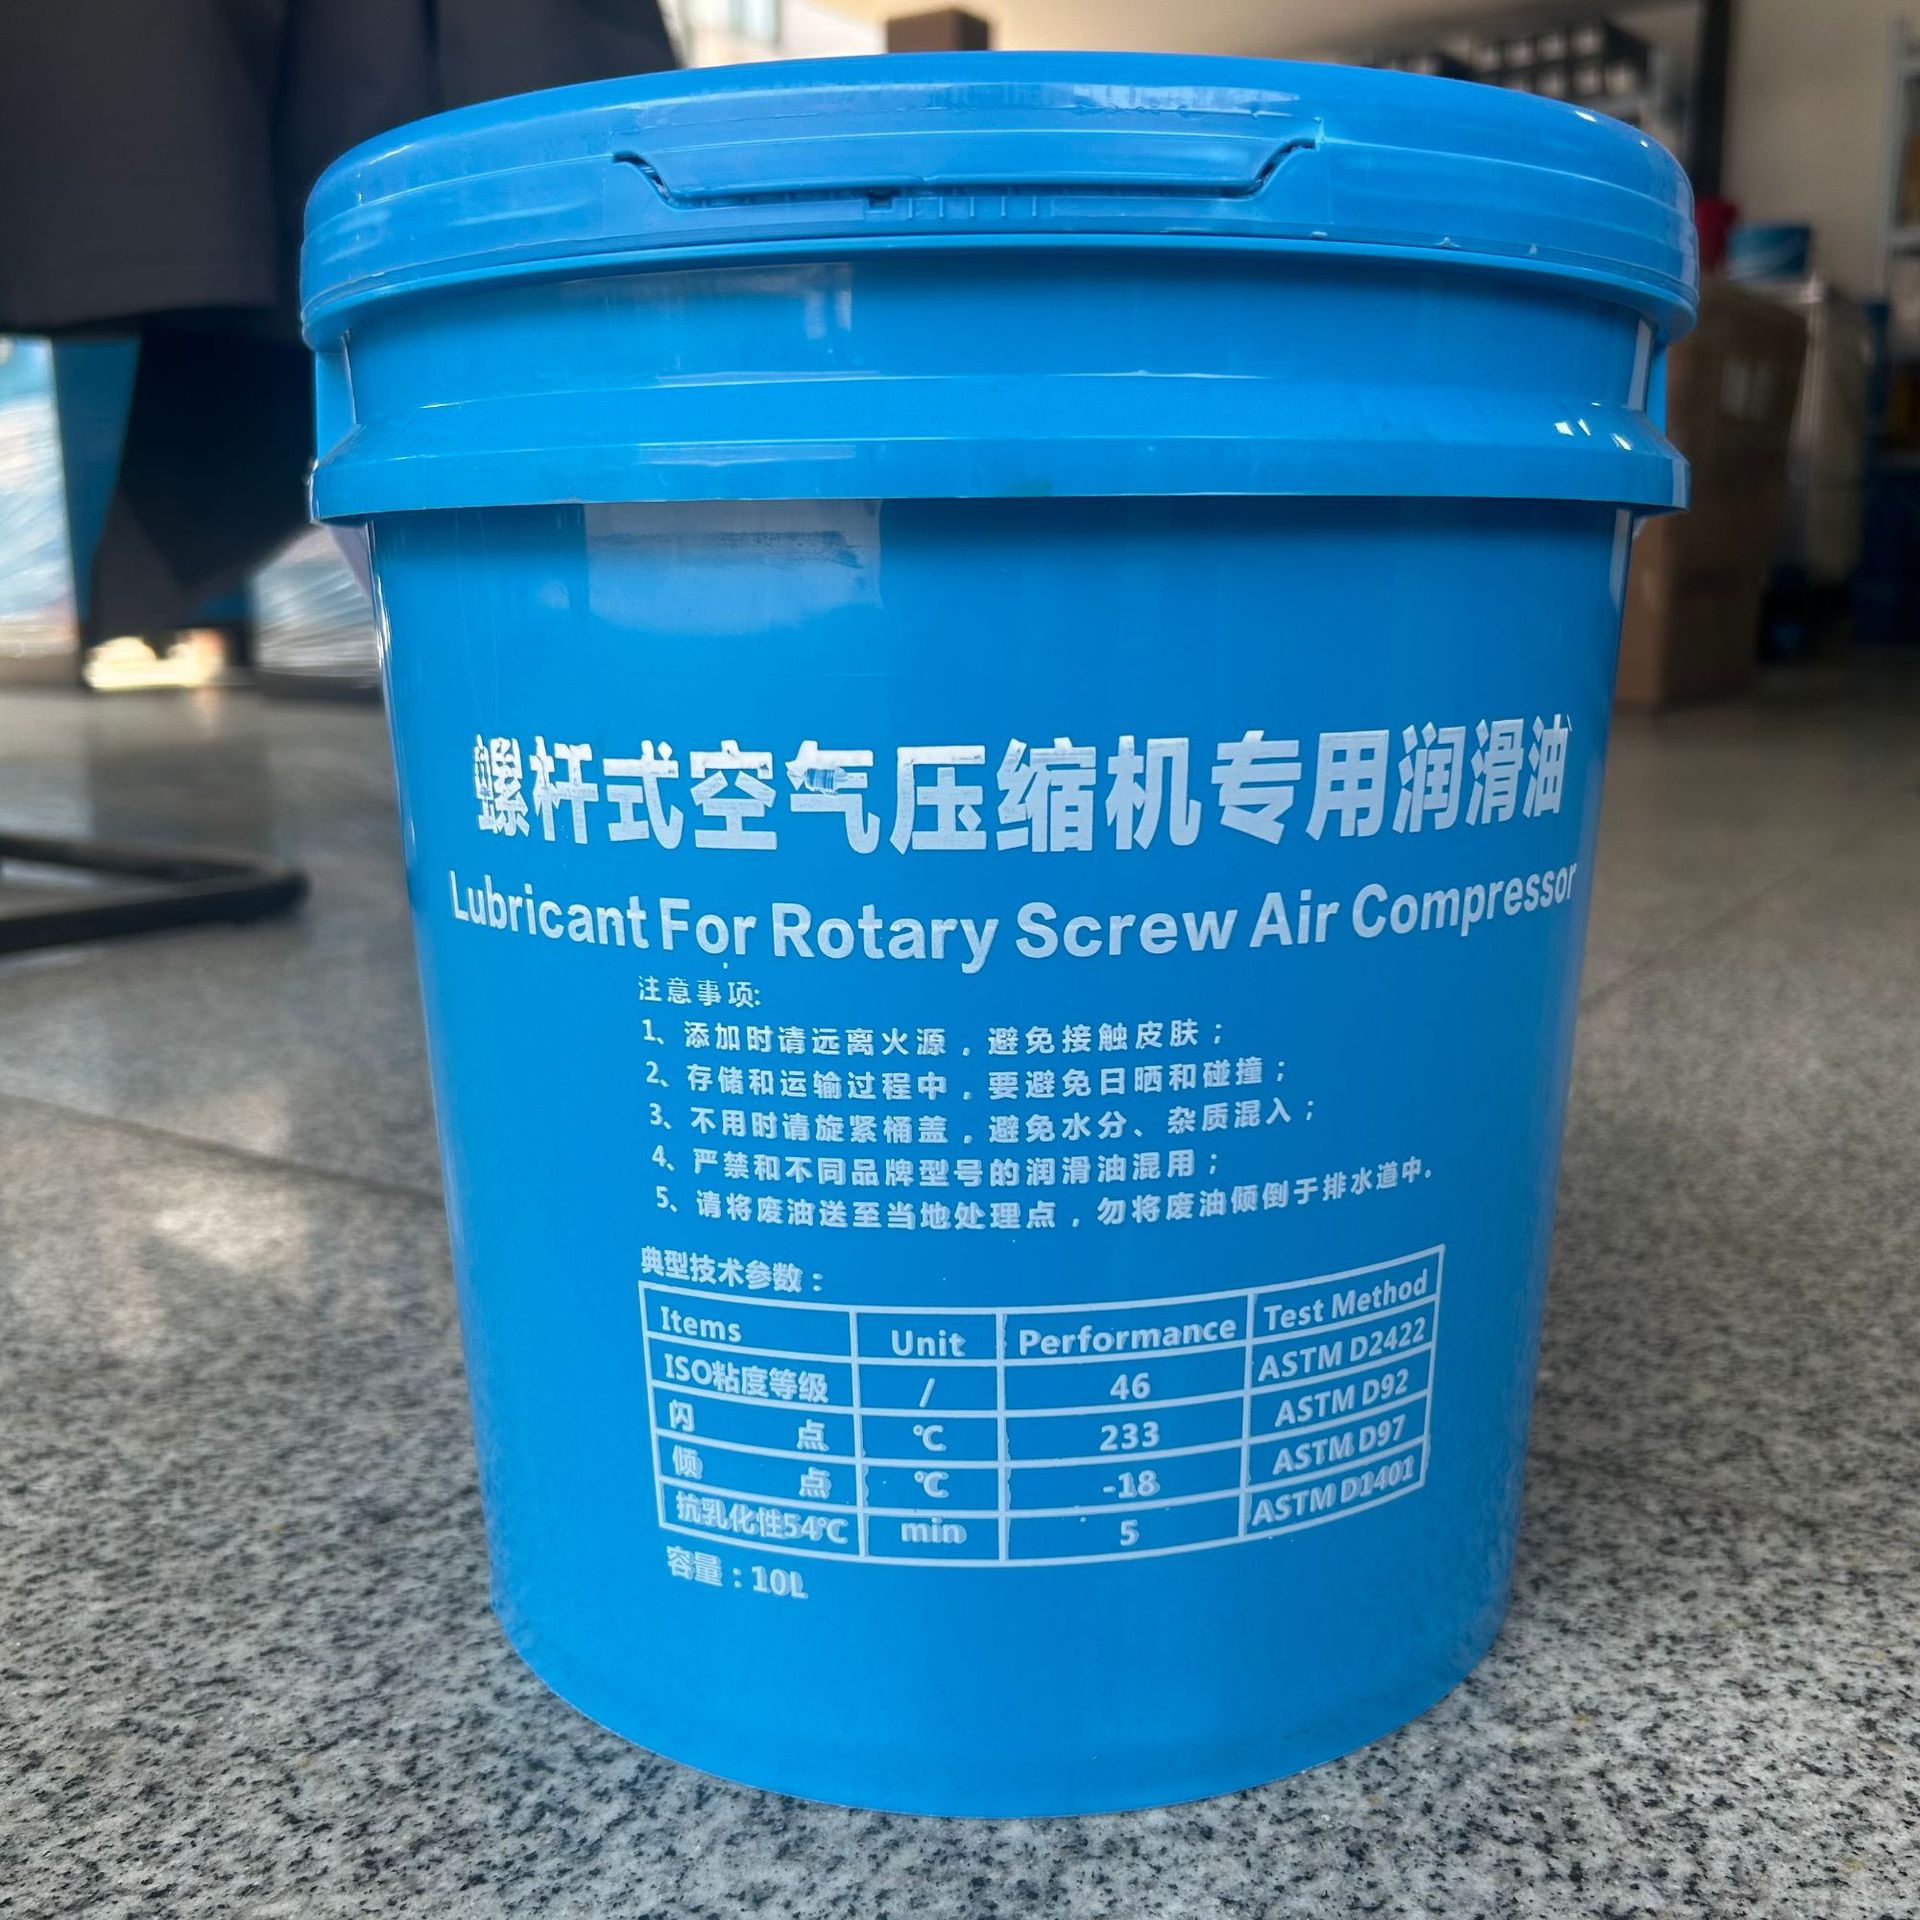 螺杆式空气压缩机专用润滑油
Lubricant For Rotary Screw Air Compressor
注意事项:
1、添加时请远离火源，避免接触皮肤；
2、存储和运输过程中，要避免日晒和碰撞；
3、不用时请旋紧桶盖，避免水分、杂质混入；
4、严禁和不同品牌型号的润滑油混用；
5、请将废油送至当地处理点，勿将废油倾倒于排水道中。
典型技术参数：
Items Unit Performance Test Method
ISO粘度等级 / 46 ASTM D2422
闪点 ℃ 233 ASTM D92
倾点 ℃ -18 ASTM D97
抗乳化性54℃ min 5 ASTM D1401
容量：10L